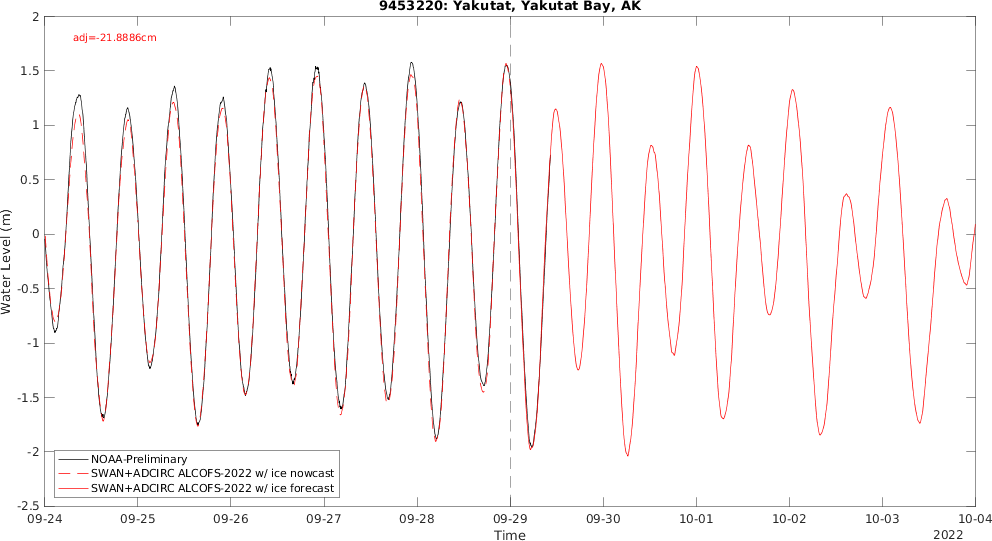 9453220: Yakutat, Yakutat Bay, AK
adj=-21.8886cm
2
1.5
1
0.5
0
-0.5
-1
-1.5
-2
-2.5
Water Level (m)
NOAA-Preliminary
SWAN+ADCIRC ALCOFS-2022 w/ ice nowcast
SWAN+ADCIRC ALCOFS-2022 w/ ice forecast
09-24 09-25 09-26 09-27 09-28 09-29 09-30 10-01 10-02 10-03 10-04
Time
2022